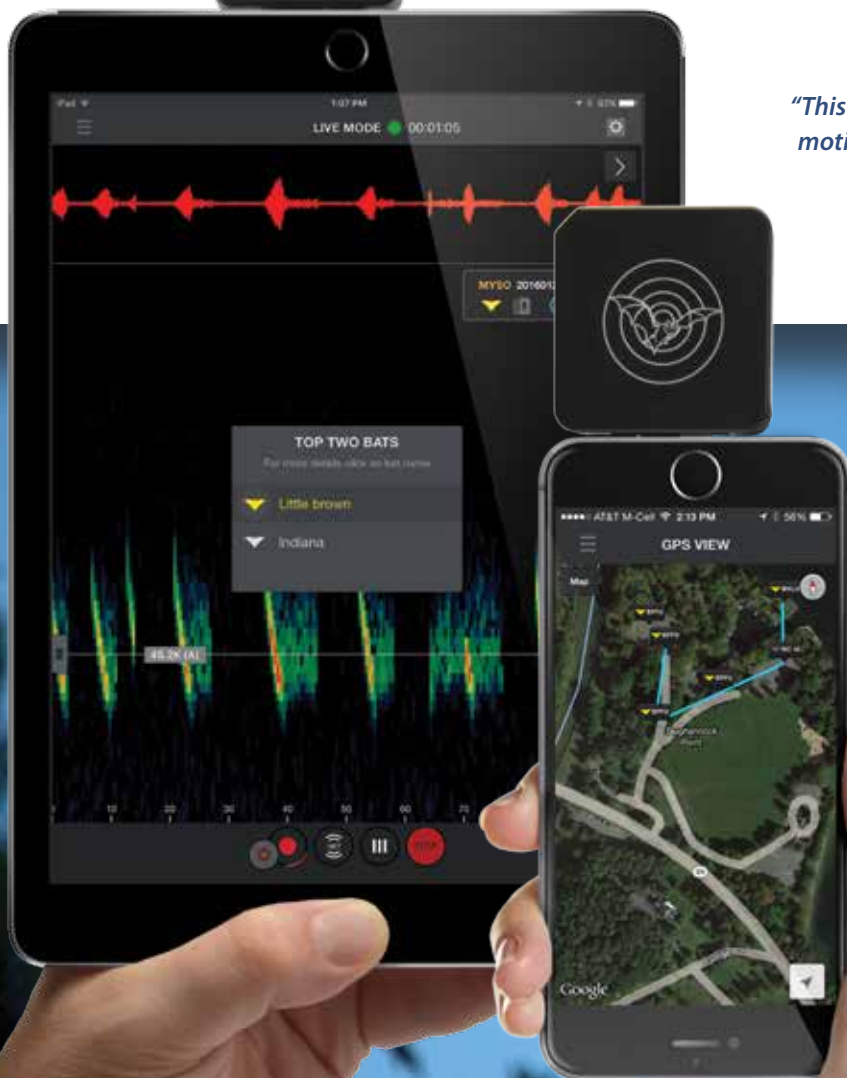 "This
moti
iPad
1:07 PM
LIVE MODE 00:01:05
MYSO 201601
TOP TWO BATS
For more details click on bat name
Little brown
Indiana
45.2K (A)
10 20 30 40 50 60 70
STOP
AT&T M-Cell 2:13 PM 56%
GPS VIEW
Map
Google